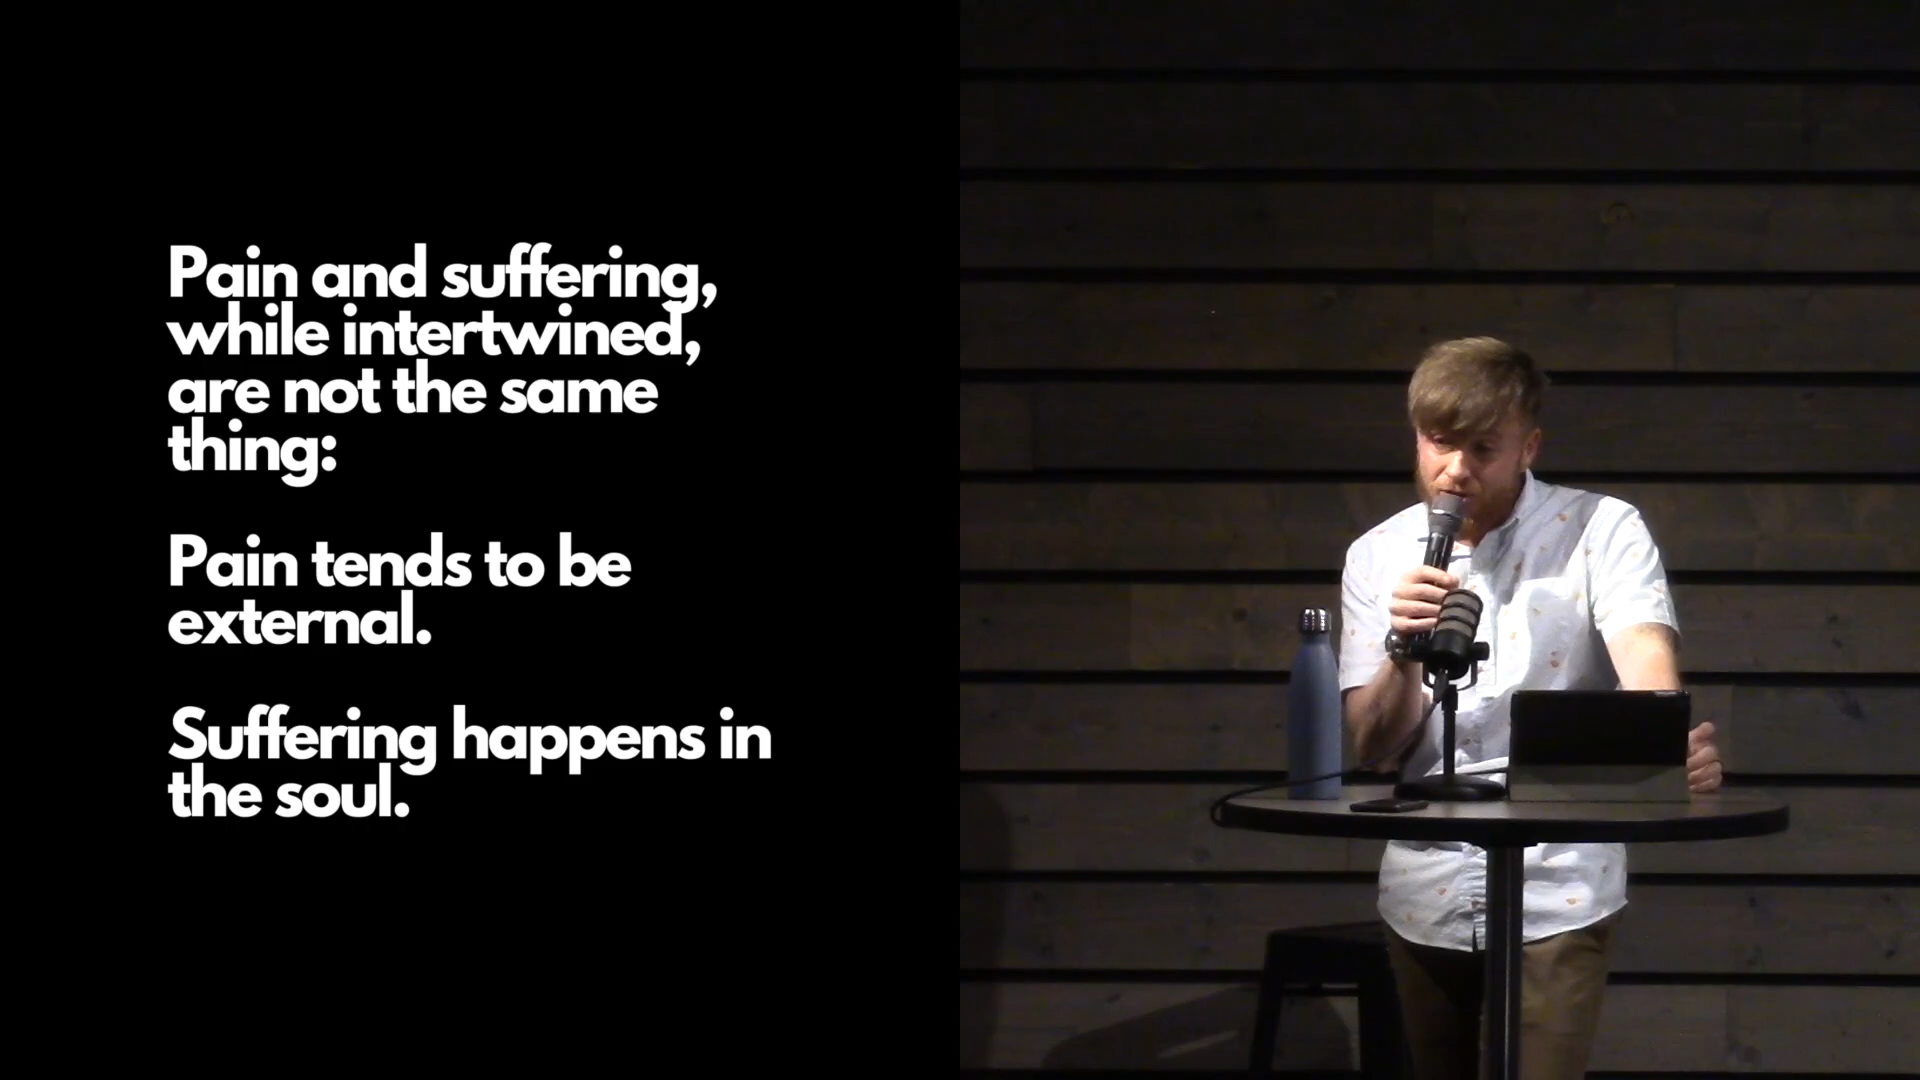 Pain and suffering,
while intertwined,
are not the same
thing:
Pain tends to be
external.
Suffering happens in
the soul.